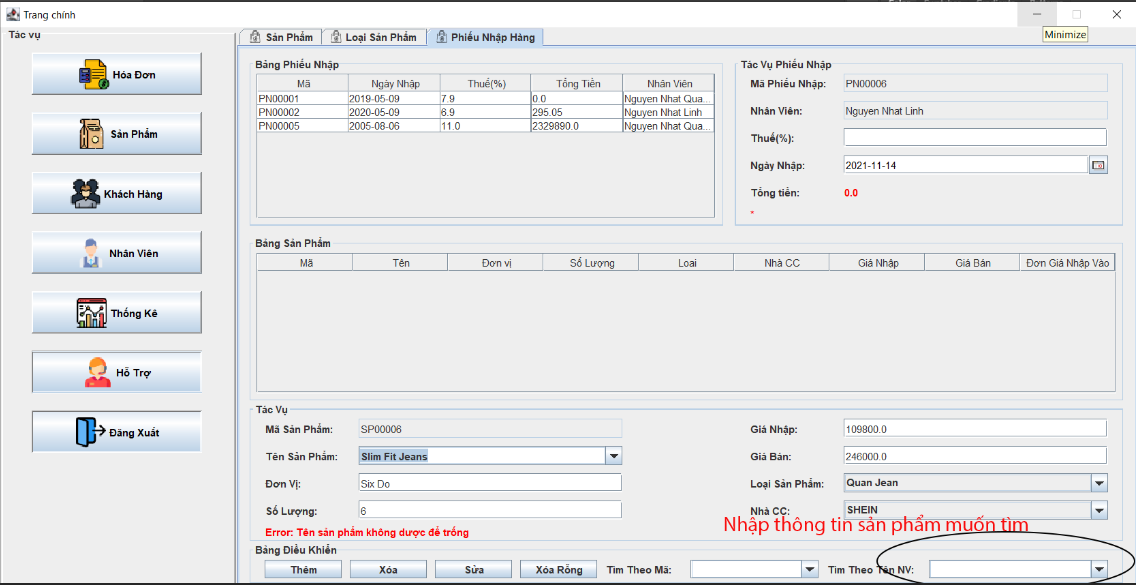 Trang chính
Minimize
Tác vụ
Hóa Đơn
Sản Phẩm
Khách Hàng
Nhân Viên
Thống Kê
Hỗ Trợ
Đăng Xuất
Sản Phẩm Loại Sản Phẩm Phiếu Nhập Hàng
Bảng Phiếu Nhập
Mã Ngày Nhập Thuế(%) Tổng Tiền Nhân Viên
PN00001 2019-05-09 7.9 0.0 Nguyen Nhat Qua...
PN00002 2020-05-09 6.9 295.05 Nguyen Nhat Linh
PN00005 2005-08-06 11.0 2329890.0 Nguyen Nhat Qua...
Tác Vụ Phiếu Nhập
Mã Phiếu Nhập: PN00006
Nhân Viên: Nguyen Nhat Linh
Thuế(%):
Ngày Nhập: 2021-11-14
Tổng tiền: 0.0
*
Bảng Sản Phẩm
Mã Tên Đơn vị Số Lượng Loai Nhà CC Giá Nhập Giá Bán Đơn Giá Nhập Vào
Tác Vụ
Mã Sản Phẩm: SP00006
Tên Sản Phẩm: Slim Fit Jeans
Đơn Vị: Six Do
Số Lượng: 6
Error: Tên sản phẩm không dược để trống
Giá Nhập: 109800.0
Giá Bán: 246000.0
Loại Sản Phẩm: Quan Jean
Nhà CC: SHEIN
Nhập thông tin sản phẩm muốn tìm
Bảng Điều Khiển
Thêm Xóa Sửa Xóa Rỗng Tìm Theo Mã: Tìm Theo Tên NV: